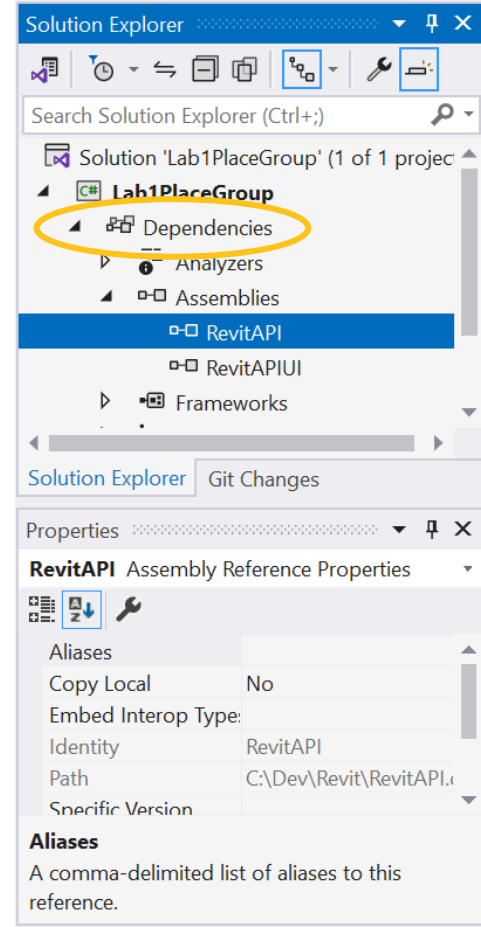 Solution Explorer
Search Solution Explorer (Ctrl+;)
Solution 'Lab1PlaceGroup' (1 of 1 project
C# Lab1PlaceGroup
Dependencies
Analyzers
Assemblies
RevitAPI
RevitAPIUI
Frameworks
Solution Explorer Git Changes
Properties
RevitAPI Assembly Reference Properties
Aliases
Copy Local No
Embed Interop Type
Identity RevitAPI
Path C:\Dev\Revit\RevitAPI.
Specific Version
Aliases
A comma-delimited list of aliases to this
reference.